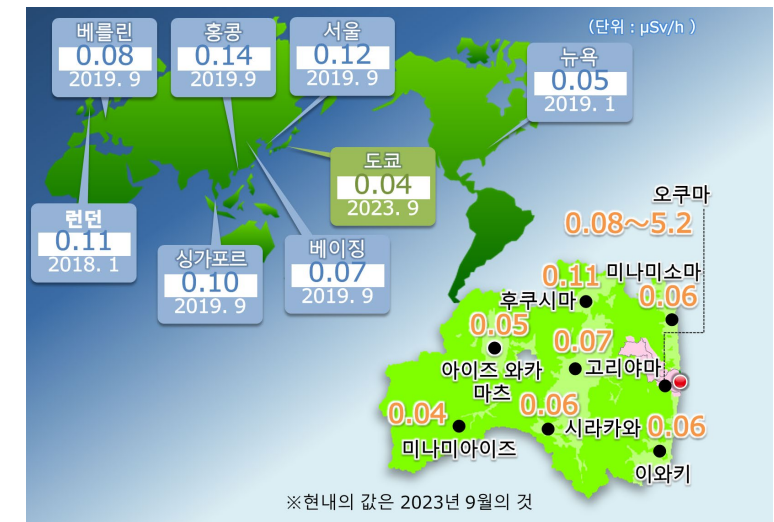 (단위 : μSv/h )
베를린
0.08
2019. 9
홍콩
0.14
2019.9
서울
0.12
2019. 9
뉴욕
0.05
2019. 1
도쿄
0.04
2023. 9
런던
0.11
2018. 1
싱가포르
0.10
2019. 9
베이징
0.07
2019. 9
오쿠마
0.08～5.2
미나미소마
0.06
0.11
후쿠시마
0.05
아이즈 와카
마츠
0.07
고리야마
0.04
미나미아이즈
0.06
시라카와
0.06
이와키
※현내의 값은 2023년 9월의 것